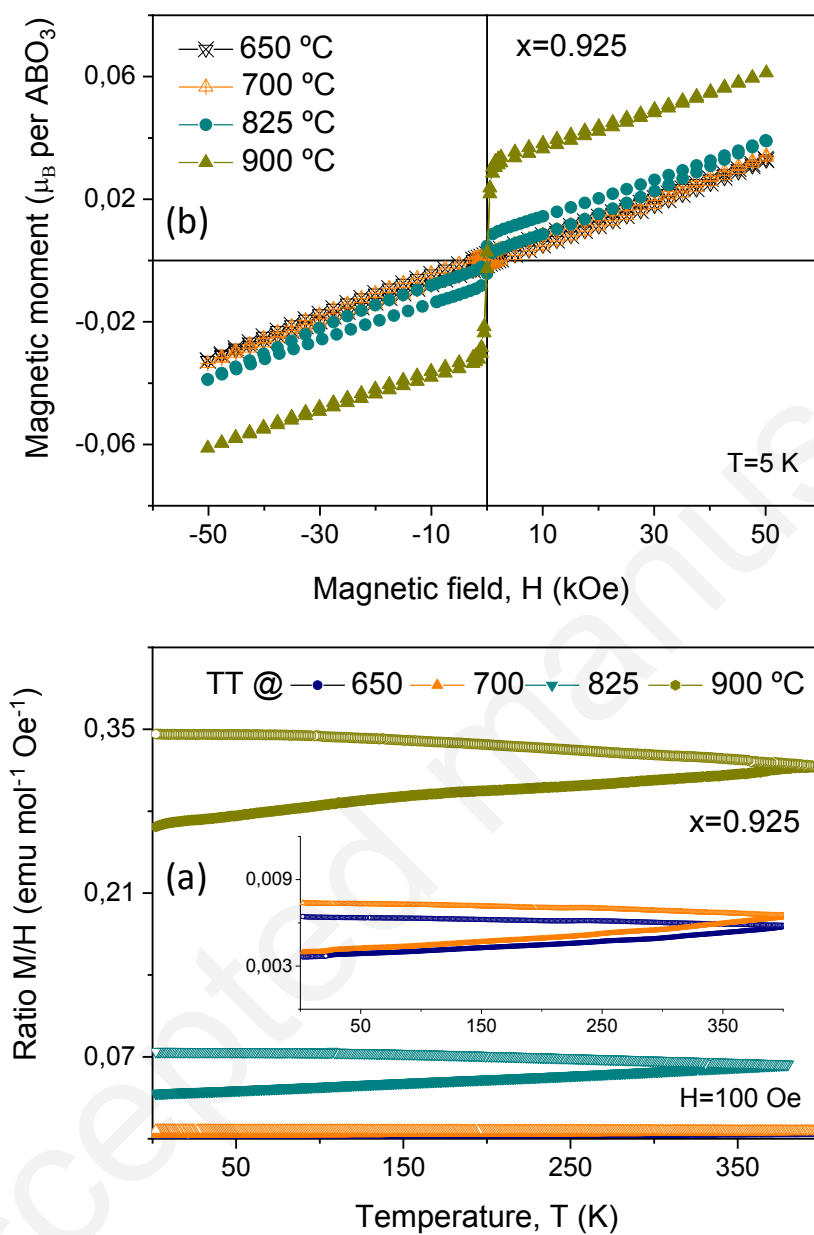 Magnetic moment (μB per ABO3)
0,06
0,02
-0,02
-0,06
650 ºC
700 ºC
825 ºC
900 ºC
x=0.925
(b)
T=5 K
-50 -30 -10 10 30 50
Magnetic field, H (kOe)
Ratio M/H (emu mol-1 Oe-1)
TT @ 650 700 825 900 ºC
0,35
0,21
0,07
x=0.925
(a)
0,009
0,003
50 150 250 350
H=100 Oe
50 150 250 350
Temperature, T (K)
ccepted manus